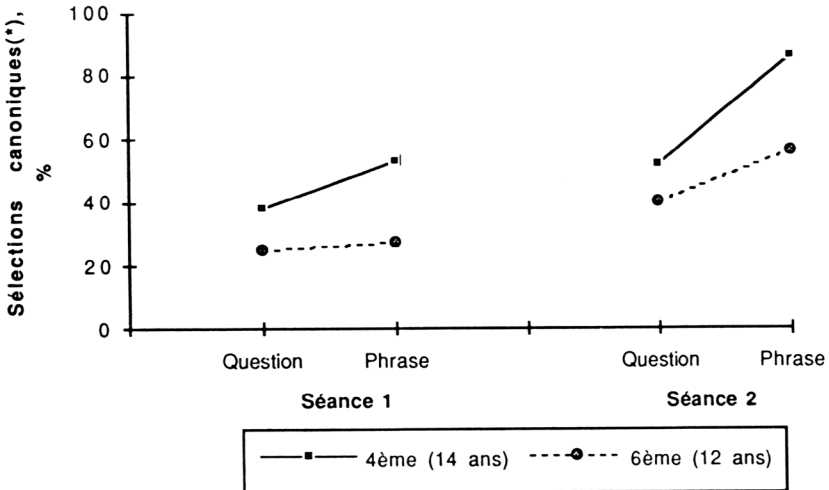 Sélections canoniques(*),
%
100
80
60
40
20
0
Question Phrase Question Phrase
Séance 1 Séance 2
4ème (14 ans) 6ème (12 ans)